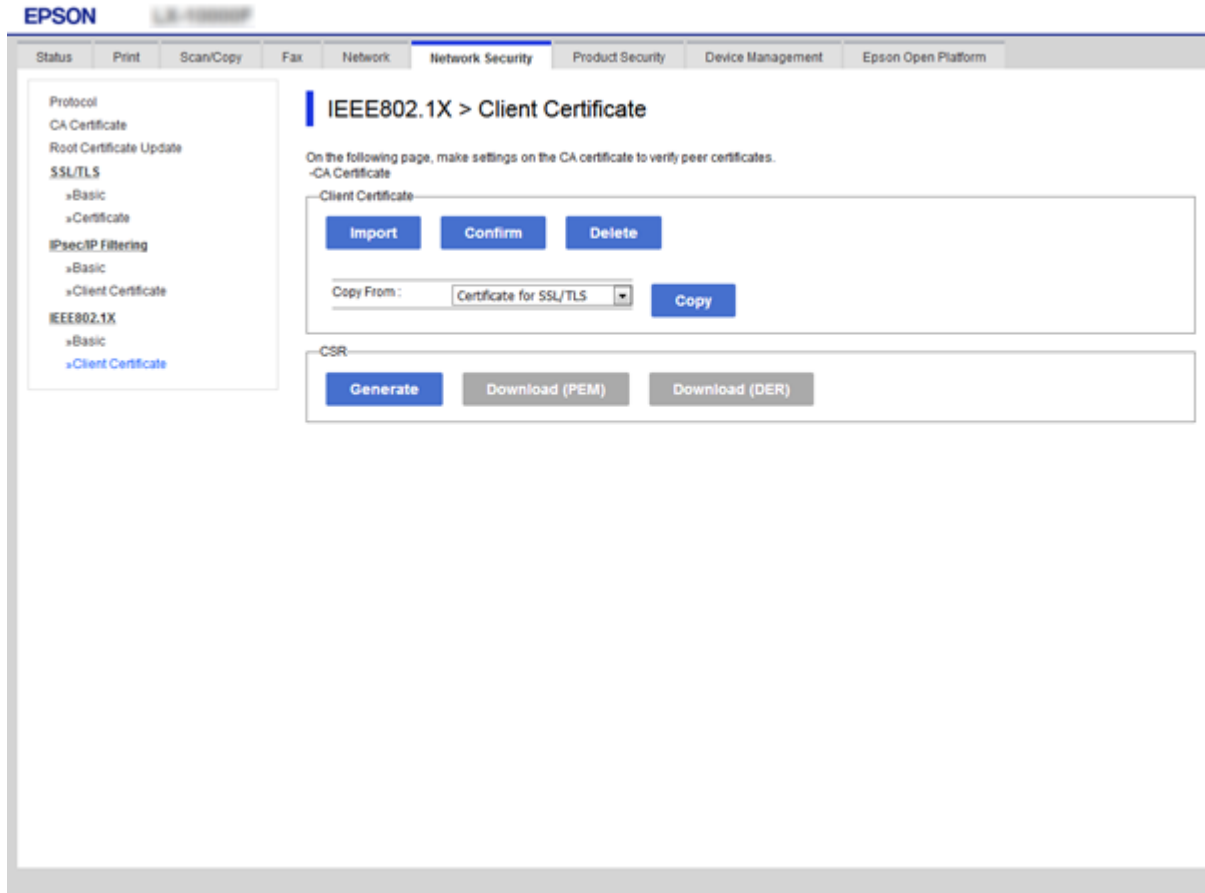 EPSON
Status Print Scan/Copy Fax Network Network Security Product Security Device Management Epson Open Platform
Protocol
CA Certificate
Root Certificate Update
SSL/TLS
»Basic
»Certificate
IPsec/IP Filtering
»Basic
»Client Certificate
IEEE802.1X
»Basic
»Client Certificate
IEEE802.1X > Client Certificate
On the following page, make settings on the CA certificate to verify peer certificates.
-CA Certificate
Client Certificate
Import Confirm Delete
Copy From : Certificate for SSL/TLS Copy
CSR
Generate Download (PEM) Download (DER)